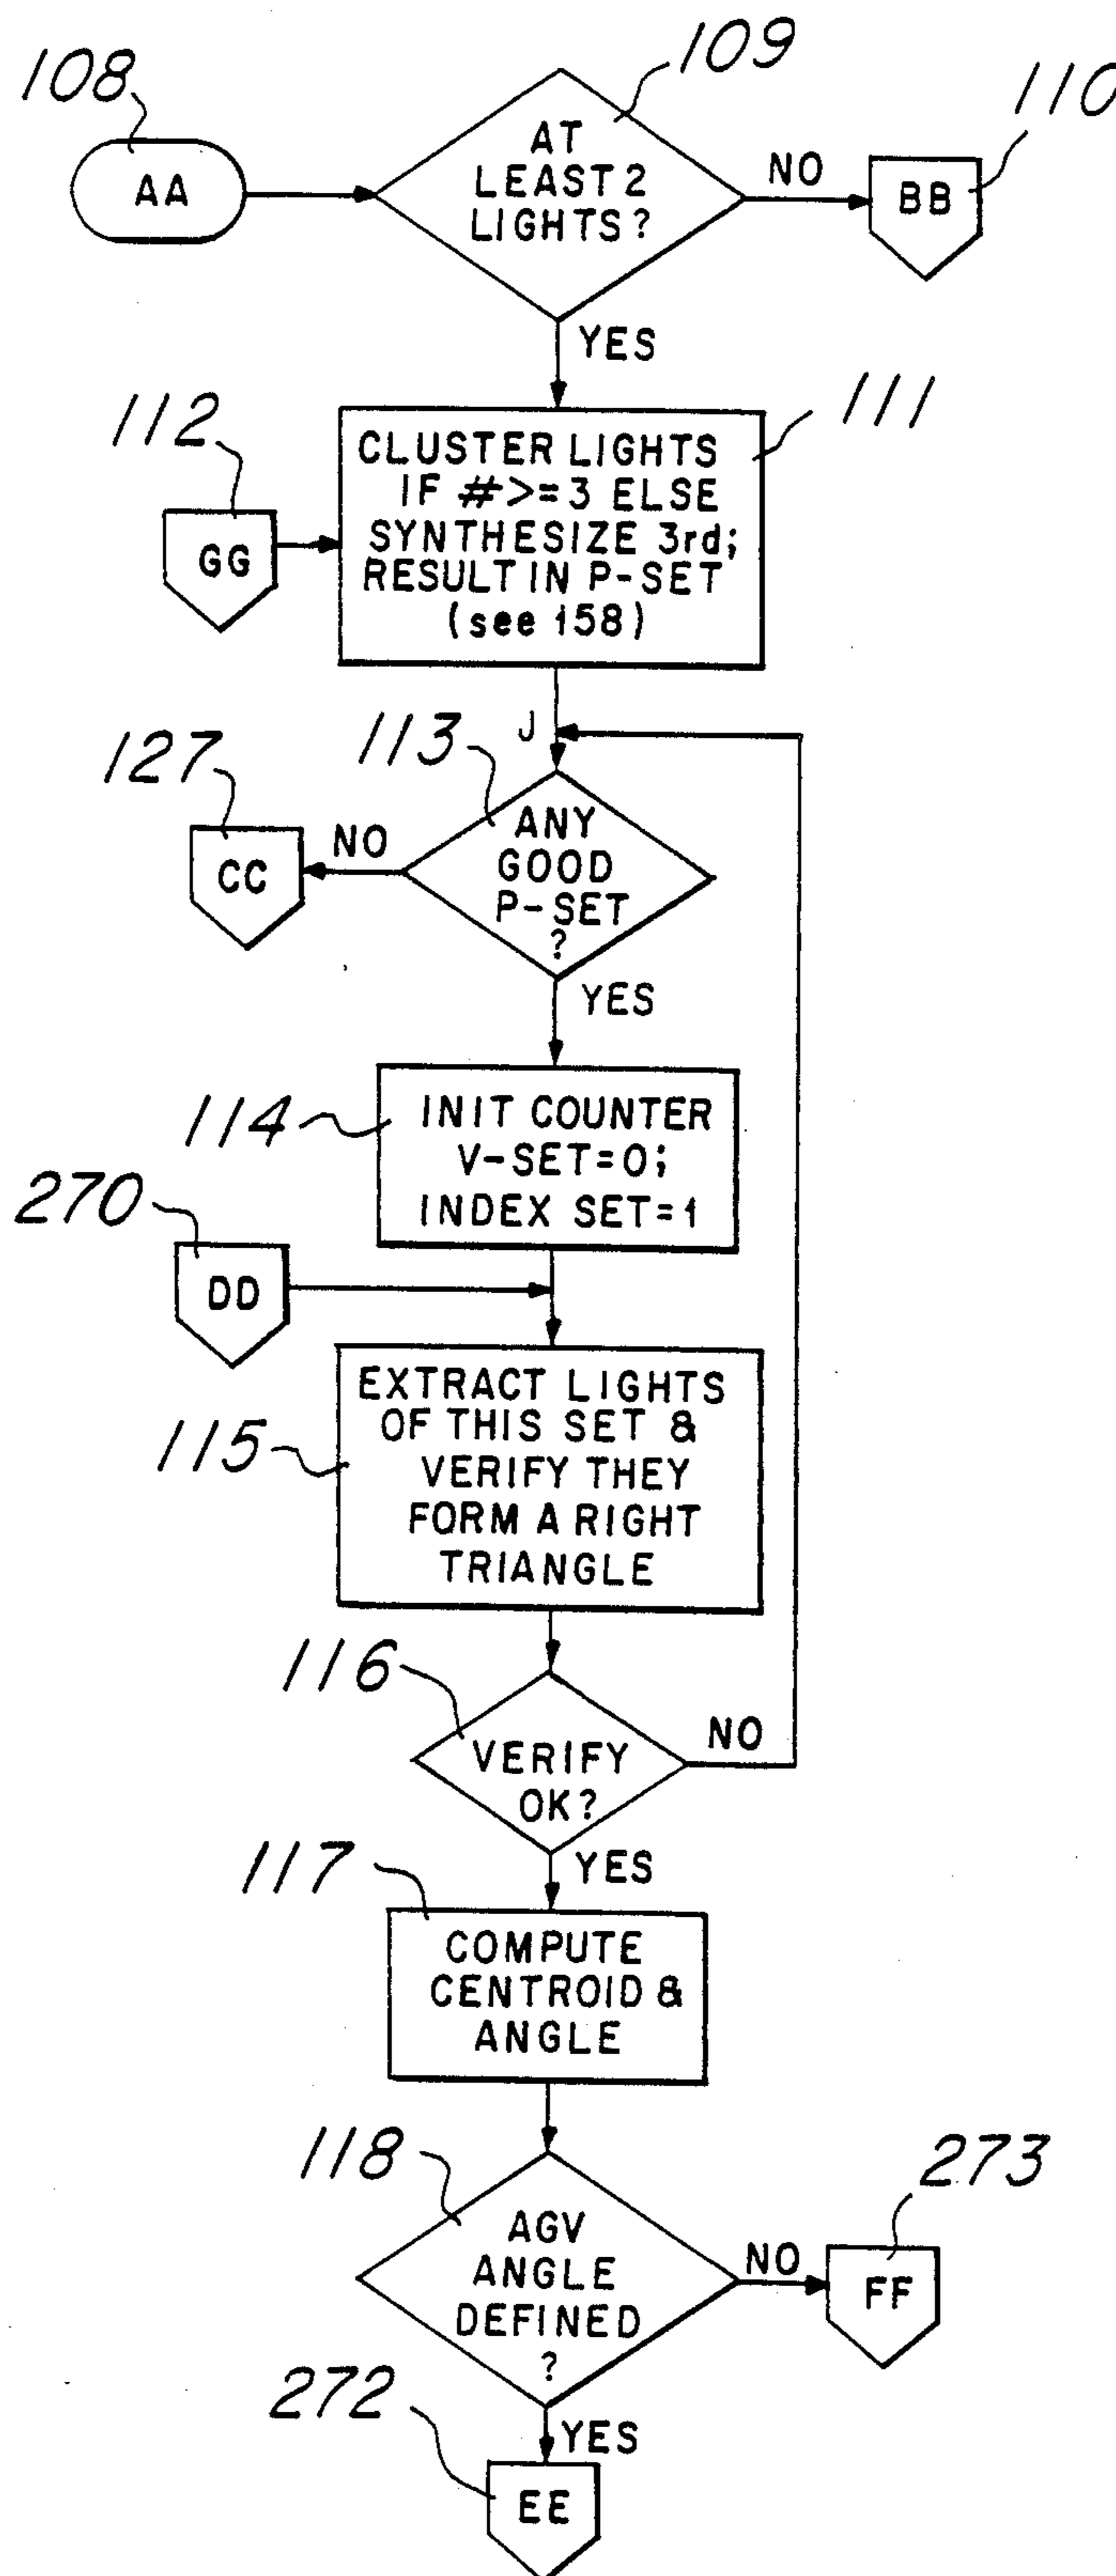 108
109
110
AA
AT
LEAST 2
LIGHTS?
NO
BB
YES
111
112
CLUSTER LIGHTS
IF #>=3 ELSE
SYNTHESIZE 3rd;
RESULT IN P-SET
(see 158)
GG
J
113
127
ANY
GOOD
P-SET
?
NO
CC
YES
114
INIT COUNTER
V-SET=0;
INDEX SET=1
270
DD
115
EXTRACT LIGHTS
OF THIS SET &
VERIFY THEY
FORM A RIGHT
TRIANGLE
116
VERIFY
OK?
NO
YES
117
COMPUTE
CENTROID &
ANGLE
118
273
AGV
ANGLE
DEFINED
?
NO
FF
272
YES
EE